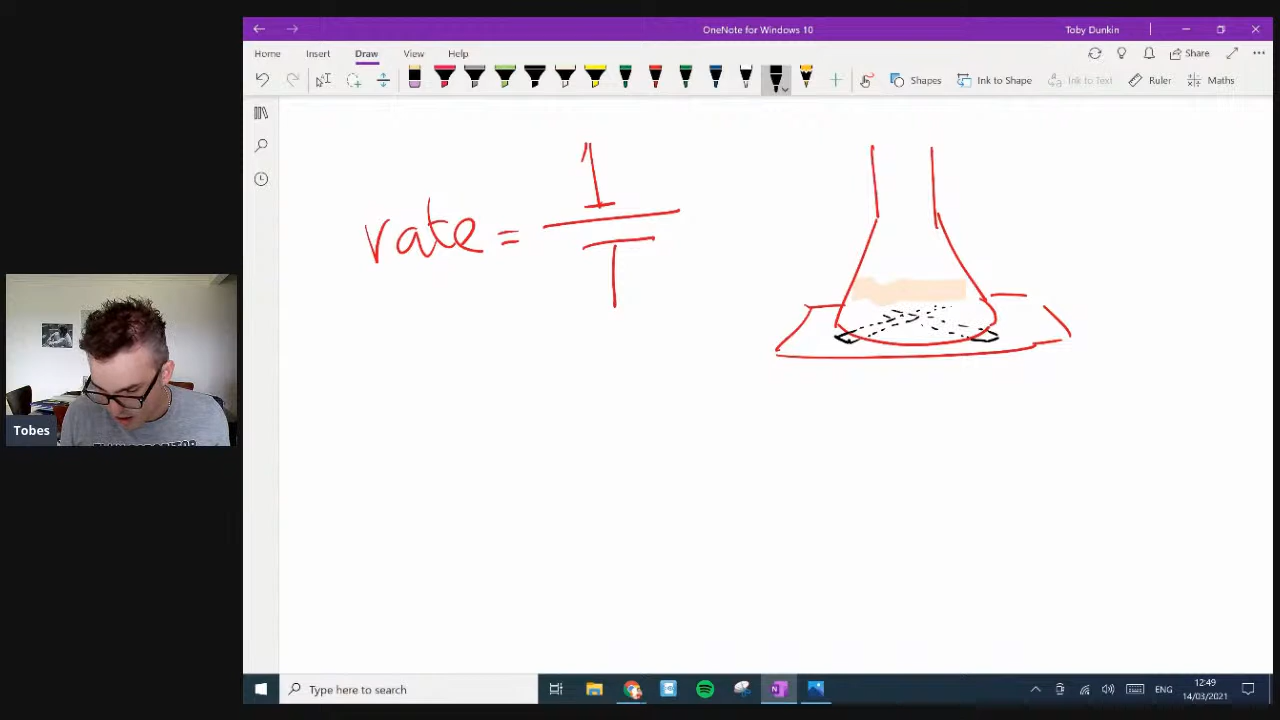 OneNote for Windows 10
Toby Dunkin
Home Insert Draw View Help
Share
Shapes
Ink to Shape
Ink to Text
Ruler
Maths
rate = 1
T
Tobes
Type here to search
ENG
12:49
14/03/2021